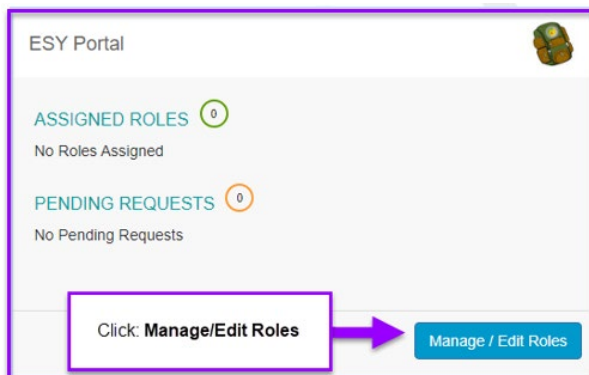 ESY Portal
ASSIGNED ROLES 0
No Roles Assigned
PENDING REQUESTS 0
No Pending Requests
Click: Manage/Edit Roles
Manage / Edit Roles